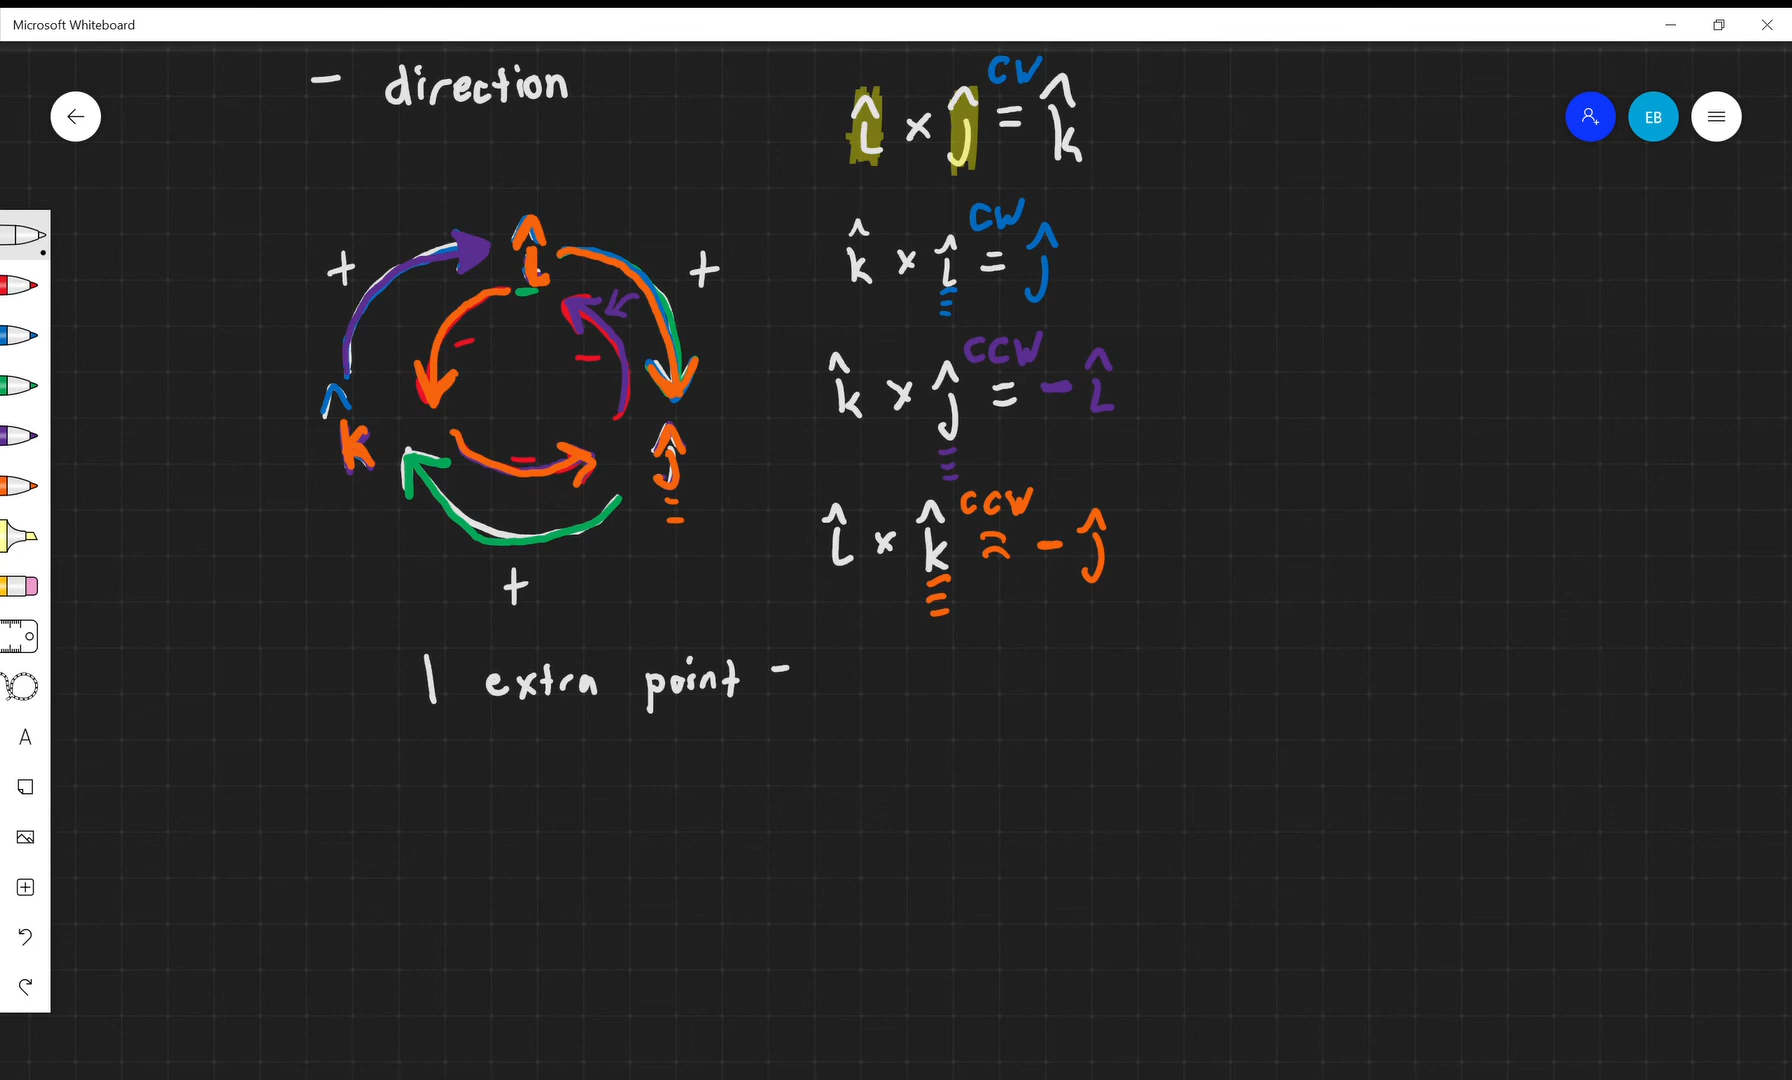 Microsoft Whiteboard
- direction
î × ĵ = k̂
CW
EB
k̂ × î = ĵ
CW
+
î
+
-
-
k̂ × ĵ = - î
CCW
k̂
ĵ
-
î × k̂ = - ĵ
CCW
+
1 extra point -
A